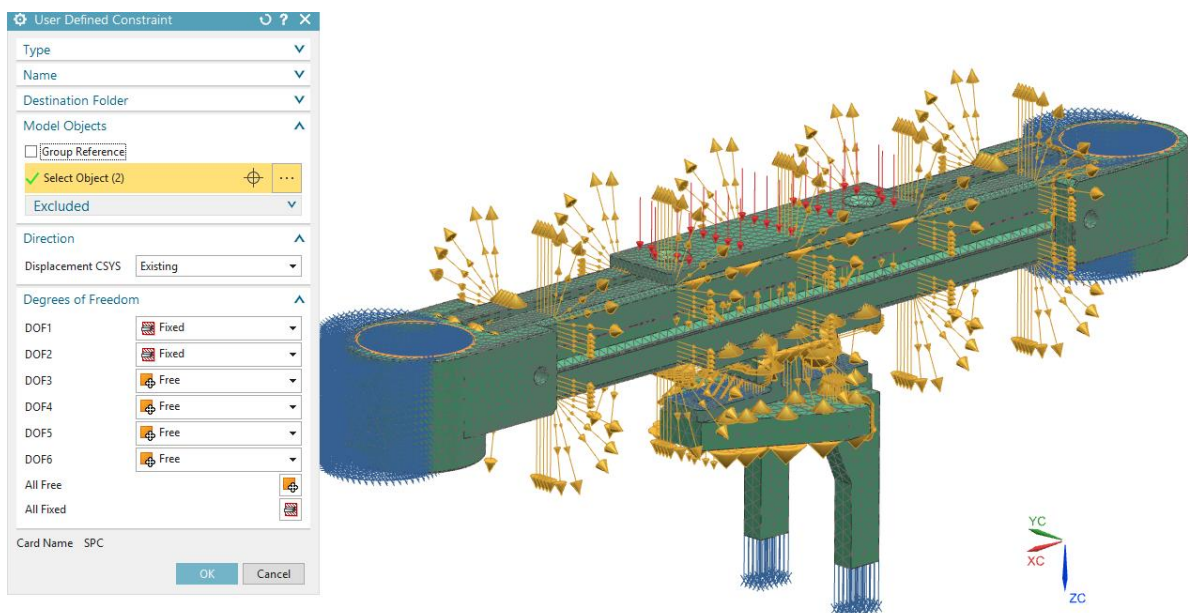 User Defined Constraint
Type
Name
Destination Folder
Model Objects
Group Reference
Select Object (2)
Excluded
Direction
Displacement CSYS Existing
Degrees of Freedom
DOF1 Fixed
DOF2 Fixed
DOF3 Free
DOF4 Free
DOF5 Free
DOF6 Free
All Free
All Fixed
Card Name SPC
OK Cancel
YC
XC
ZC